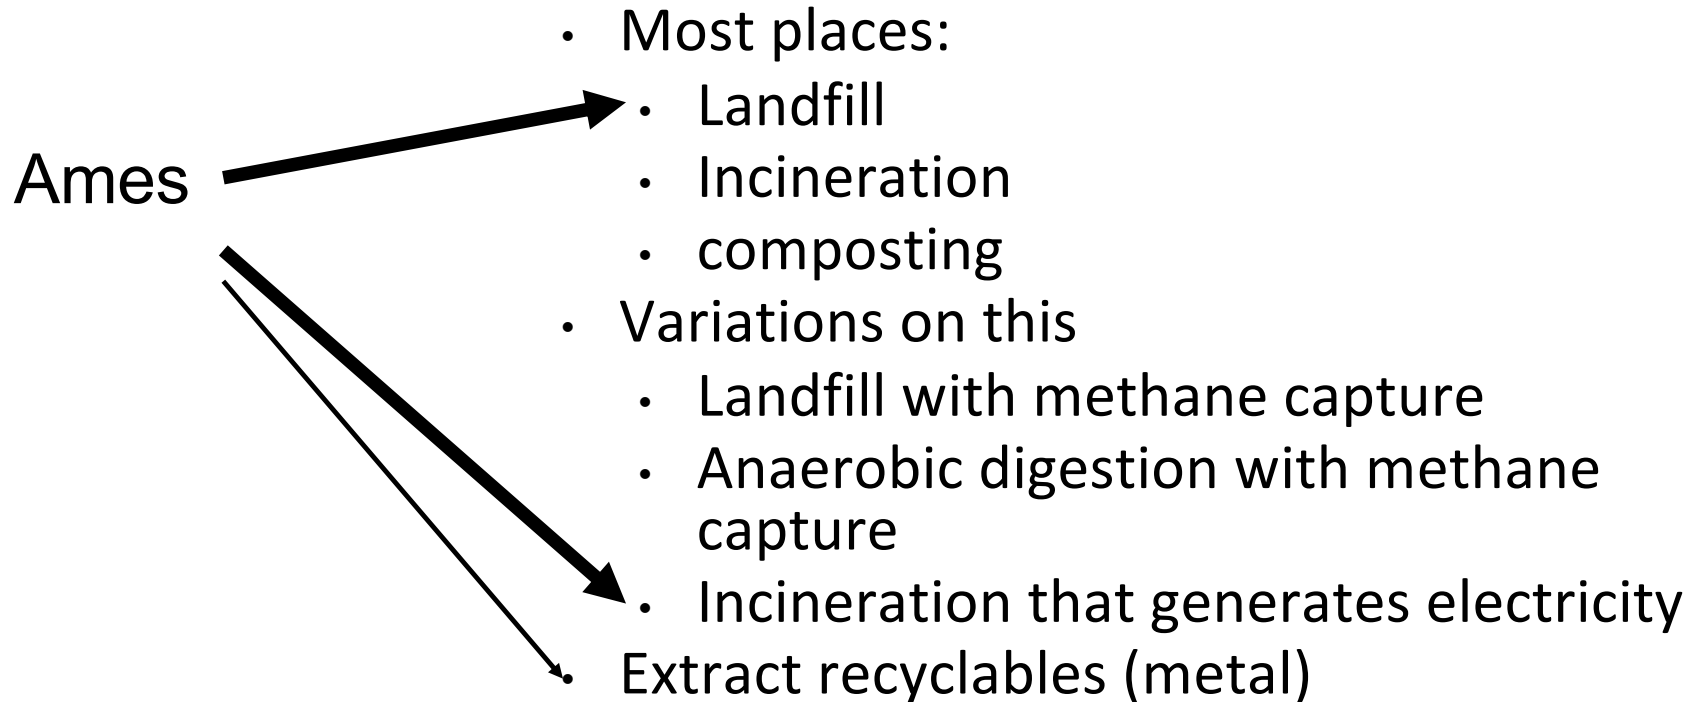 • Most places:
• Landfill
Ames
• Incineration
• composting
• Variations on this
• Landfill with methane capture
• Anaerobic digestion with methane
capture
• Incineration that generates electricity
• Extract recyclables (metal)